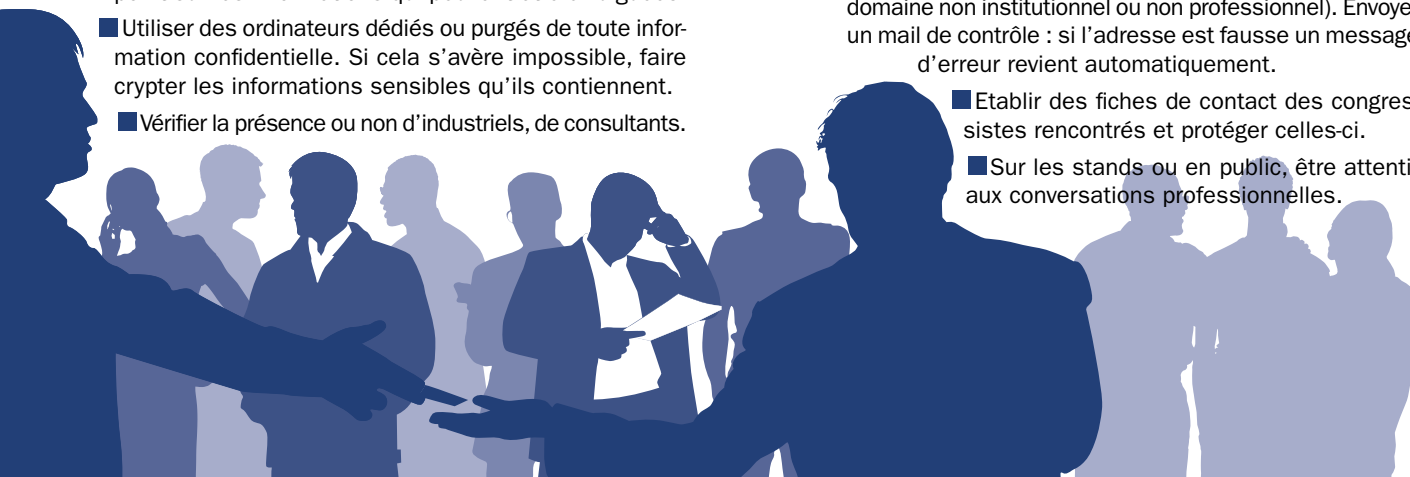 Utiliser des ordinateurs dédiés ou purgés de toute infor-
mation confidentielle. Si cela s’avère impossible, faire
crypter les informations sensibles qu’ils contiennent.
Vérifier la présence ou non d’industriels, de consultants.
domaine non institutionnel ou non professionnel). Envoye
un mail de contrôle : si l’adresse est fausse un message
d’erreur revient automatiquement.
Etablir des fiches de contact des congres
sistes rencontrés et protéger celles-ci.
Sur les stands ou en public, être attenti
aux conversations professionnelles.